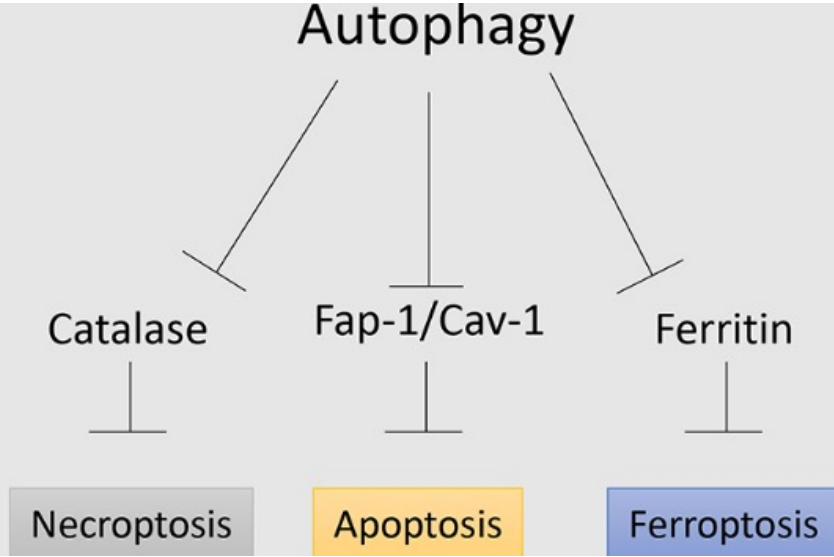 Autophagy
Catalase
Fap-1/Cav-1
Ferritin
Necroptosis
Apoptosis
Ferroptosis